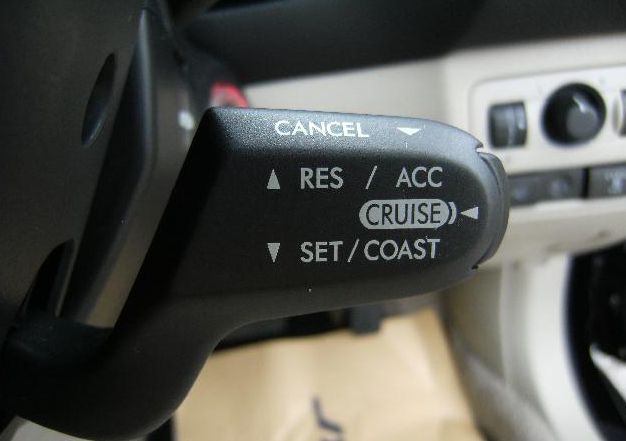 CANCEL
RES / ACC
CRUISE
SET/COAST